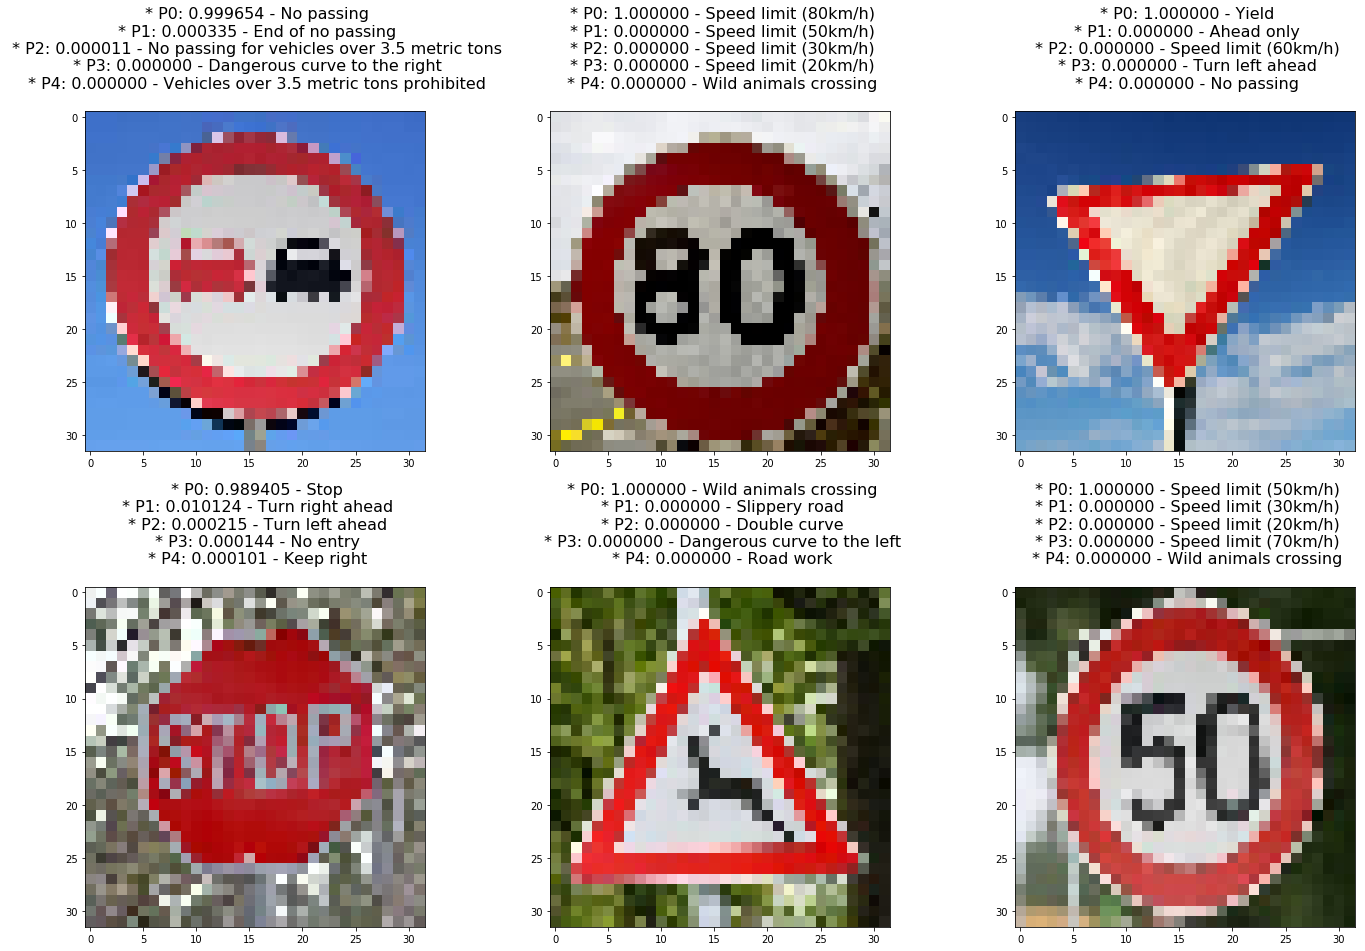 * P0: 0.999654 - No passing
* P1: 0.000335 - End of no passing
* P2: 0.000011 - No passing for vehicles over 3.5 metric tons
* P3: 0.000000 - Dangerous curve to the right
* P4: 0.000000 - Vehicles over 3.5 metric tons prohibited
0
5
10
15
20
25
30
0 5 10 15 20 25 30
* P0: 1.000000 - Speed limit (80km/h)
* P1: 0.000000 - Speed limit (50km/h)
* P2: 0.000000 - Speed limit (30km/h)
* P3: 0.000000 - Speed limit (20km/h)
* P4: 0.000000 - Wild animals crossing
0
5
10
15
20
25
30
80
0 5 10 15 20 25 30
* P0: 1.000000 - Yield
* P1: 0.000000 - Ahead only
* P2: 0.000000 - Speed limit (60km/h)
* P3: 0.000000 - Turn left ahead
* P4: 0.000000 - No passing
0
5
10
15
20
25
30
0 5 10 15 20 25 30
* P0: 0.989405 - Stop
* P1: 0.010124 - Turn right ahead
* P2: 0.000215 - Turn left ahead
* P3: 0.000144 - No entry
* P4: 0.000101 - Keep right
0
5
10
15
20
25
30
STOP
0 5 10 15 20 25 30
* P0: 1.000000 - Wild animals crossing
* P1: 0.000000 - Slippery road
* P2: 0.000000 - Double curve
* P3: 0.000000 - Dangerous curve to the left
* P4: 0.000000 - Road work
0
5
10
15
20
25
30
0 5 10 15 20 25 30
* P0: 1.000000 - Speed limit (50km/h)
* P1: 0.000000 - Speed limit (30km/h)
* P2: 0.000000 - Speed limit (20km/h)
* P3: 0.000000 - Speed limit (70km/h)
* P4: 0.000000 - Wild animals crossing
0
5
10
15
20
25
30
50
0 5 10 15 20 25 30